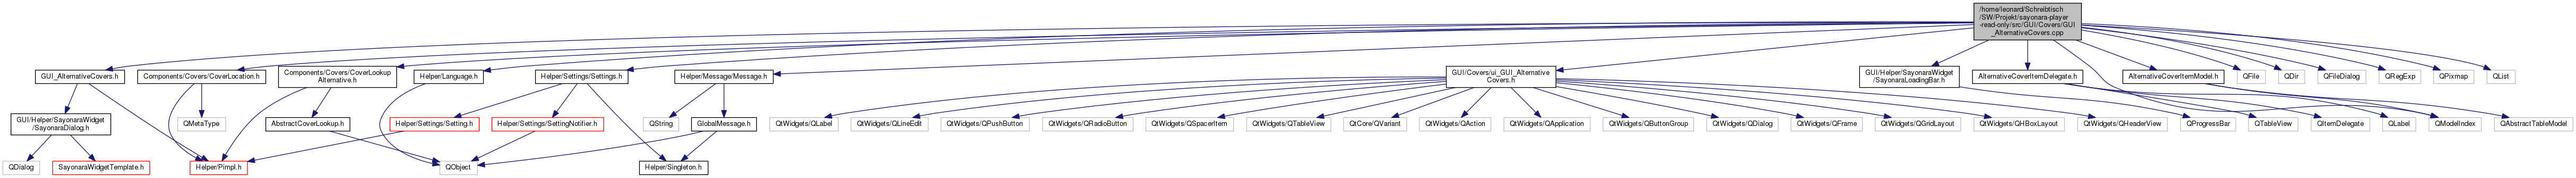 /home/leonard/Schreibtisch
/SW/Projekt/sayonara-player
-read-only/src/GUI/Covers/GUI
_AlternativeCovers.cpp
GUI_AlternativeCovers.h
Components/Covers/CoverLocation.h
Components/Covers/CoverLookup
Alternative.h
Helper/Language.h
Helper/Settings/Settings.h
Helper/Message/Message.h
GUI/Covers/ui_GUI_Alternative
Covers.h
GUI/Helper/SayonaraWidget
/SayonaraLoadingBar.h
AlternativeCoverItemDelegate.h
AlternativeCoverItemModel.h
QFile
QDir
QFileDialog
QRegExp
QPixmap
QList
GUI/Helper/SayonaraWidget
/SayonaraDialog.h
QMetaType
AbstractCoverLookup.h
Helper/Settings/Setting.h
Helper/Settings/SettingNotifier.h
QString
GlobalMessage.h
QtWidgets/QLabel
QtWidgets/QLineEdit
QtWidgets/QPushButton
QtWidgets/QRadioButton
QtWidgets/QSpacerItem
QtWidgets/QTableView
QtCore/QVariant
QtWidgets/QAction
QtWidgets/QApplication
QtWidgets/QButtonGroup
QtWidgets/QDialog
QtWidgets/QFrame
QtWidgets/QGridLayout
QtWidgets/QHBoxLayout
QtWidgets/QHeaderView
QProgressBar
QTableView
QItemDelegate
QLabel
QModelIndex
QAbstractTableModel
QDialog
SayonaraWidgetTemplate.h
Helper/Pimpl.h
QObject
Helper/Singleton.h